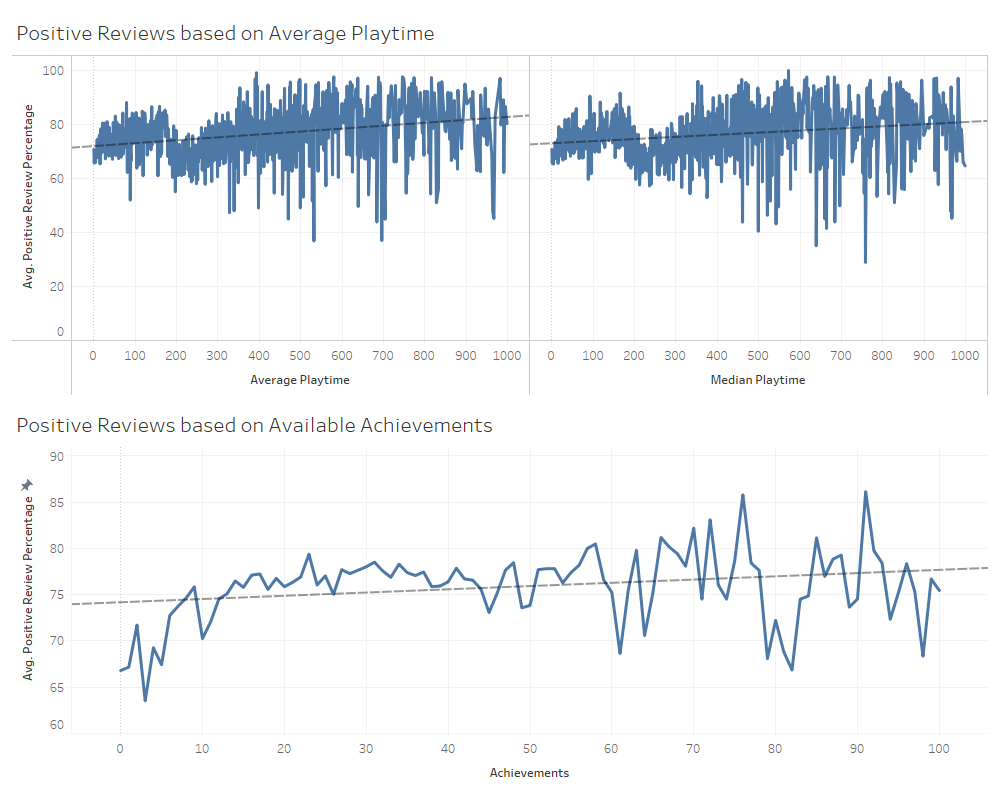 Positive Reviews based on Average Playtime
Avg. Positive Review Percentage
100
80
60
40
20
0
0 100 200 300 400 500 600 700 800 900 1000
0 100 200 300 400 500 600 700 800 900 1000
Average Playtime
Median Playtime
Positive Reviews based on Available Achievements
Avg. Positive Review Percentage
90
85
80
75
70
65
60
0 10 20 30 40 50 60 70 80 90 100
Achievements